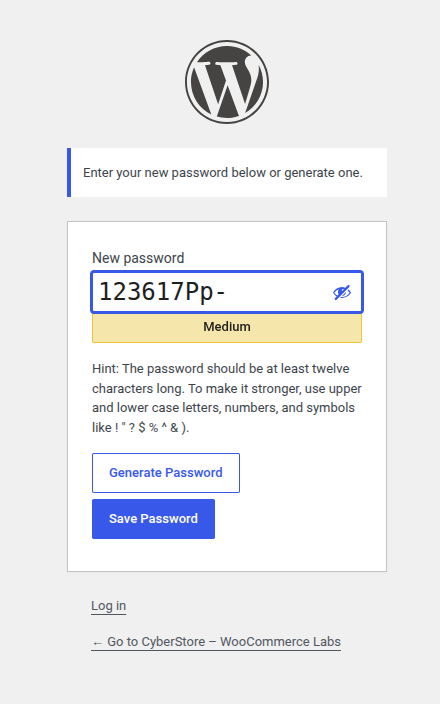 Enter your new password below or generate one.
New password
123617Pp-
Medium
Hint: The password should be at least twelve
characters long. To make it stronger, use upper
and lower case letters, numbers, and symbols
like ! " ? $ % ^ & ).
Generate Password
Save Password
Log in
← Go to CyberStore – WooCommerce Labs